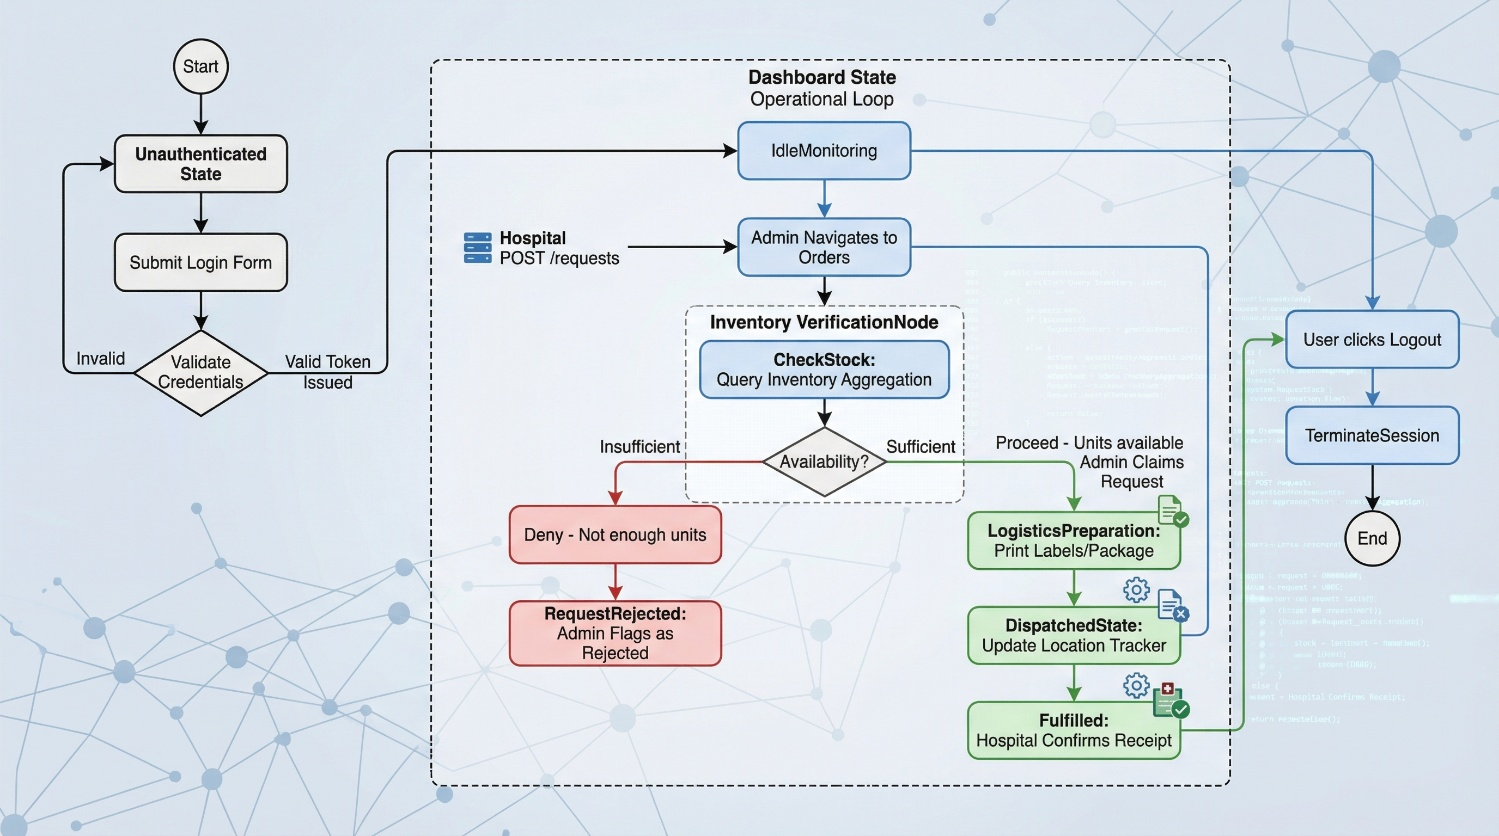 Start
Unauthenticated
State
Submit Login Form
Validate
Credentials
Invalid
Valid Token
Issued
Dashboard State
Operational Loop
IdleMonitoring
Hospital
POST /requests
Admin Navigates to
Orders
Inventory VerificationNode
CheckStock:
Query Inventory Aggregation
Availability?
Insufficient
Sufficient
Deny - Not enough units
RequestRejected:
Admin Flags as
Rejected
Proceed - Units available
Admin Claims
Request
LogisticsPreparation:
Print Labels/Package
DispatchedState:
Update Location Tracker
Fulfilled:
Hospital Confirms Receipt
User clicks Logout
TerminateSession
End